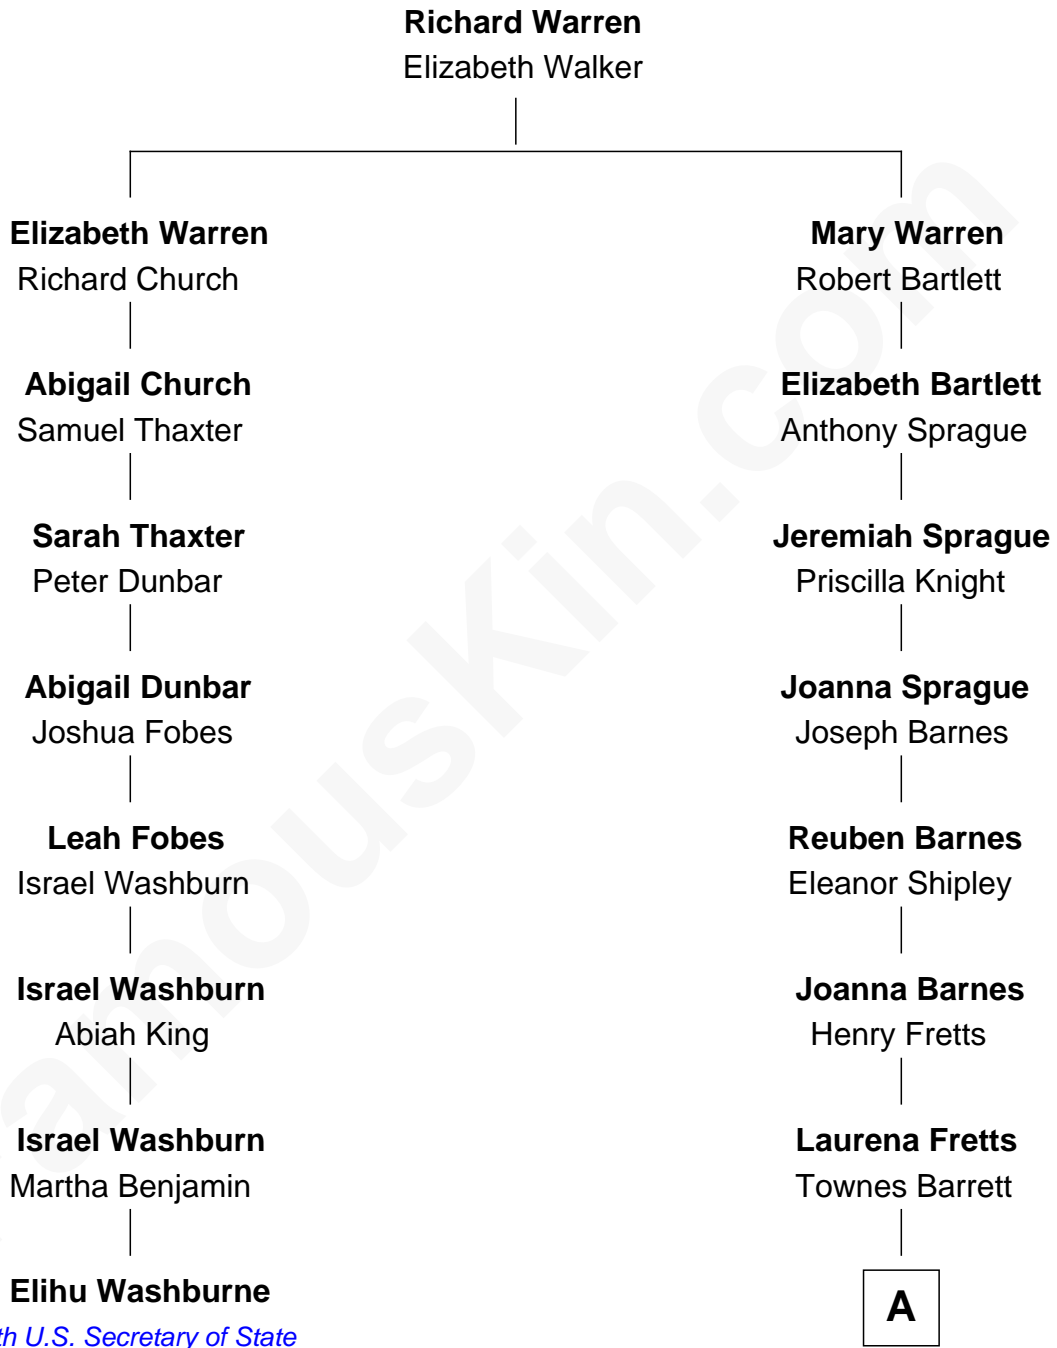 Richard Warren
Elizabeth Walker
Elizabeth Warren
Richard Church
Mary Warren
Robert Bartlett
Abigail Church
Samuel Thaxter
Elizabeth Bartlett
Anthony Sprague
Sarah Thaxter
Peter Dunbar
Jeremiah Sprague
Priscilla Knight
Abigail Dunbar
Joshua Fobes
Joanna Sprague
Joseph Barnes
Leah Fobes
Israel Washburn
Reuben Barnes
Eleanor Shipley
Israel Washburn
Abiah King
Joanna Barnes
Henry Fretts
Israel Washburn
Martha Benjamin
Laurena Fretts
Townes Barrett
Elihu Washburne
th U.S. Secretary of State
A
amouskin.com